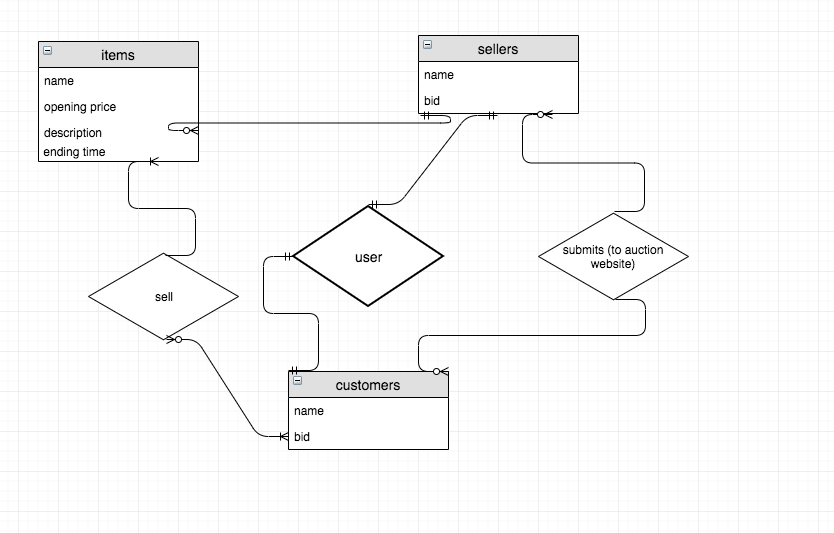 items
name
opening price
description
ending time
sellers
name
bid
user
submits (to auction
website)
sell
customers
name
bid